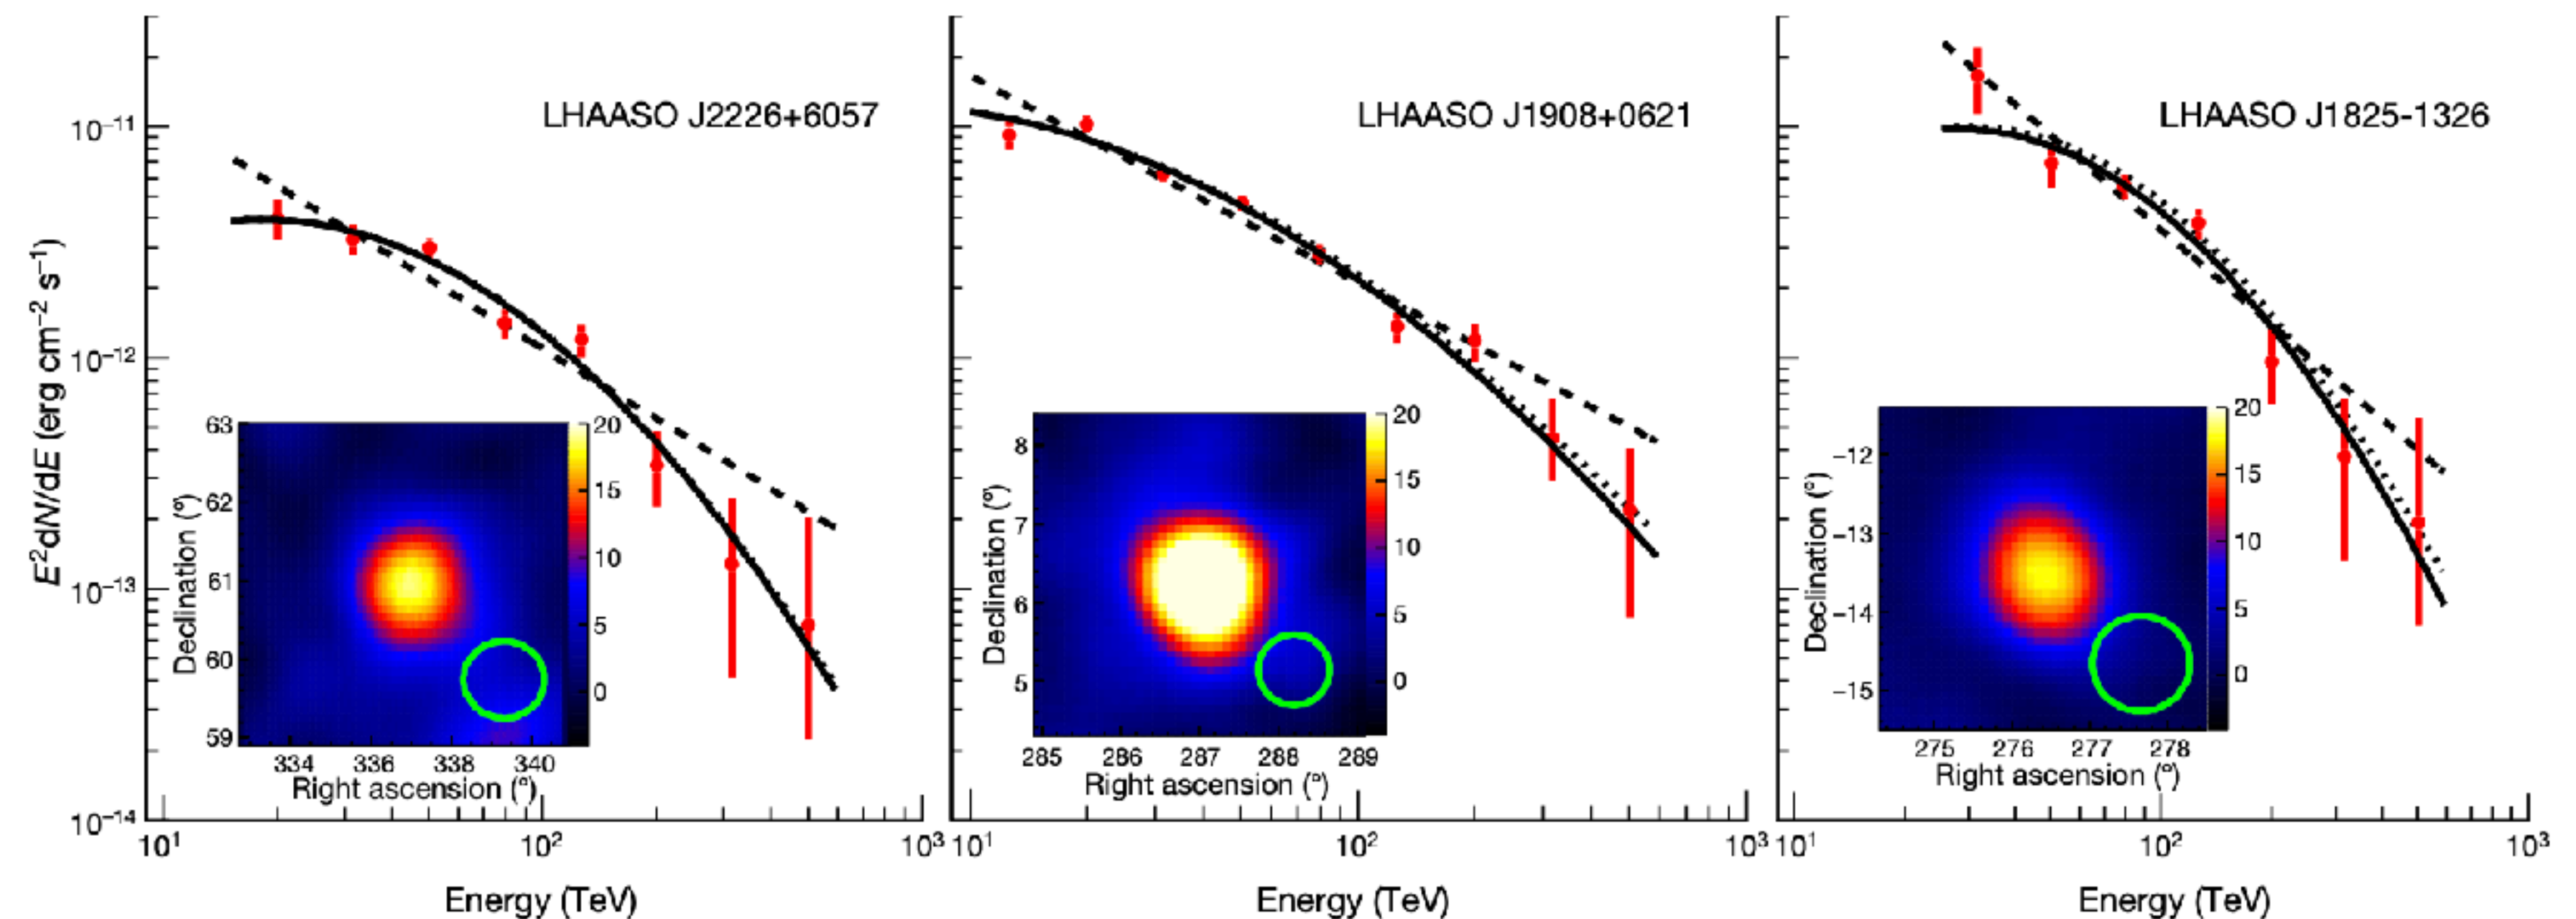 LHAASO J2226+6057
LHAASO J1908+0621
LHAASO J1825-1326
E²dN/dE (erg cm⁻² s⁻¹)
10⁻¹¹
10⁻¹²
10⁻¹³
10⁻¹⁴
Declination (°)
63
62
61
60
59
20
15
10
5
0
334 336 338 340
Right ascension (°)
10¹ 10² 10³
Energy (TeV)
Declination (°)
8
7
6
5
20
15
10
5
0
285 286 287 288 289
Right ascension (°)
10¹ 10² 10³
Energy (TeV)
Declination (°)
−12
−13
−14
−15
20
15
10
5
0
275 276 277 278
Right ascension (°)
10¹ 10² 10³
Energy (TeV)